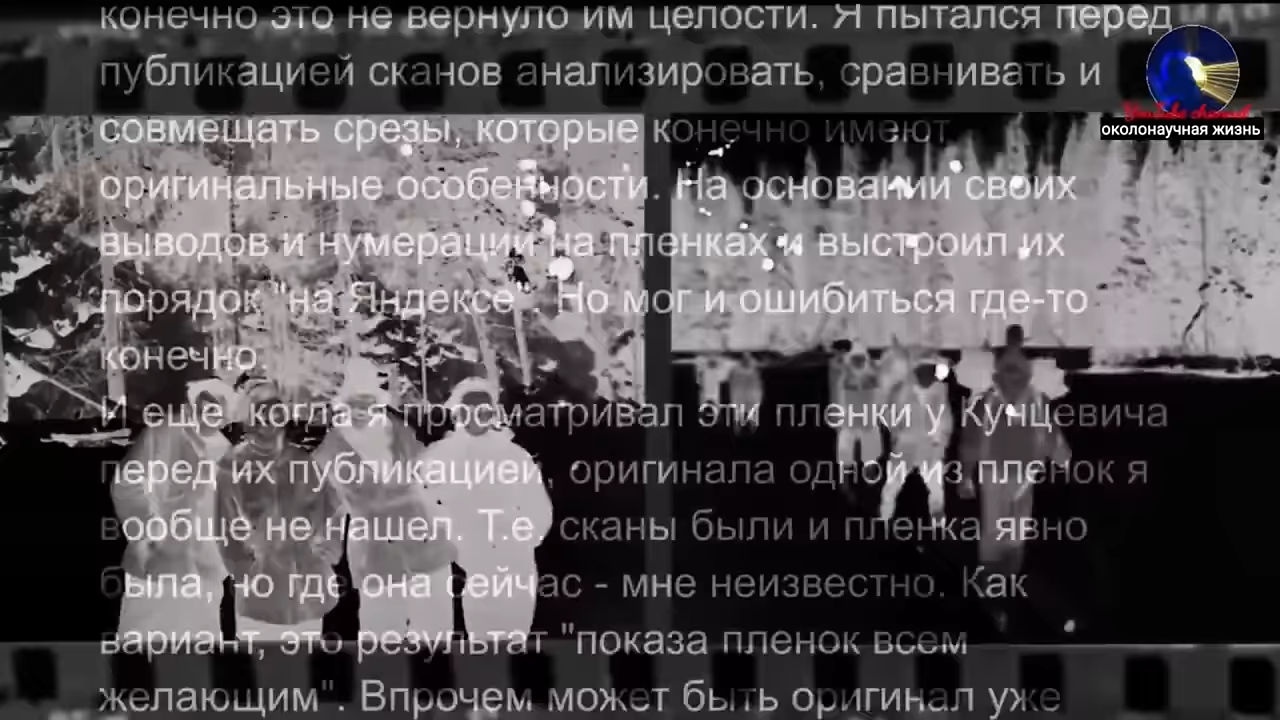 конечно это не вернуло им целости. Я пытался перед
публикацией сканов анализировать, сравнивать и
совмещать срезы, которые конечно имеют
оригинальные особенности. На основании своих
выводов и нумерации на пленках и выстроил их
порядок "на Яндексе". Но мог и ошибиться где-то
конечно.
И еще, когда я просматривал эти пленки у Кунцевича
перед их публикацией, оригинала одной из пленок я
вообще не нашел. Т.е. сканы были и пленка явно
была, но где она сейчас - мне неизвестно. Как
вариант, это результат "показа пленок всем
желающим". Впрочем может быть оригинал уже
YouTube channel
околонаучная жизнь